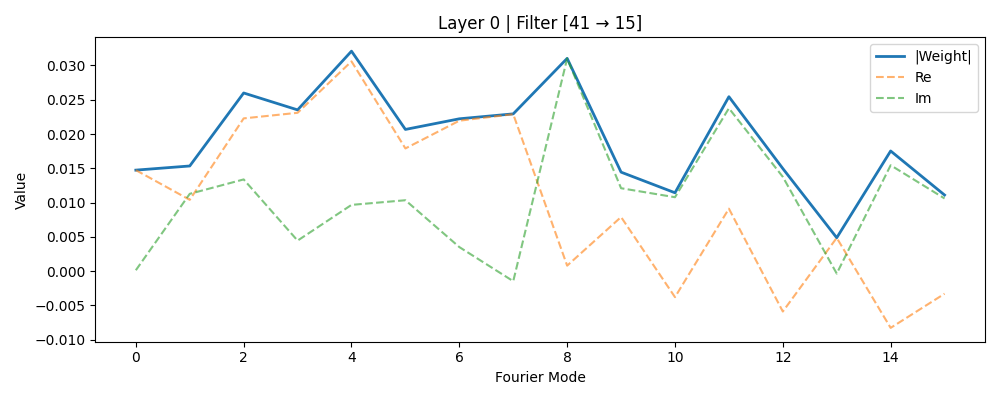 Layer 0 | Filter [41 → 15]
|Weight|
Re
Im
Value
0.030
0.025
0.020
0.015
0.010
0.005
0.000
−0.005
−0.010
0 2 4 6 8 10 12 14
Fourier Mode